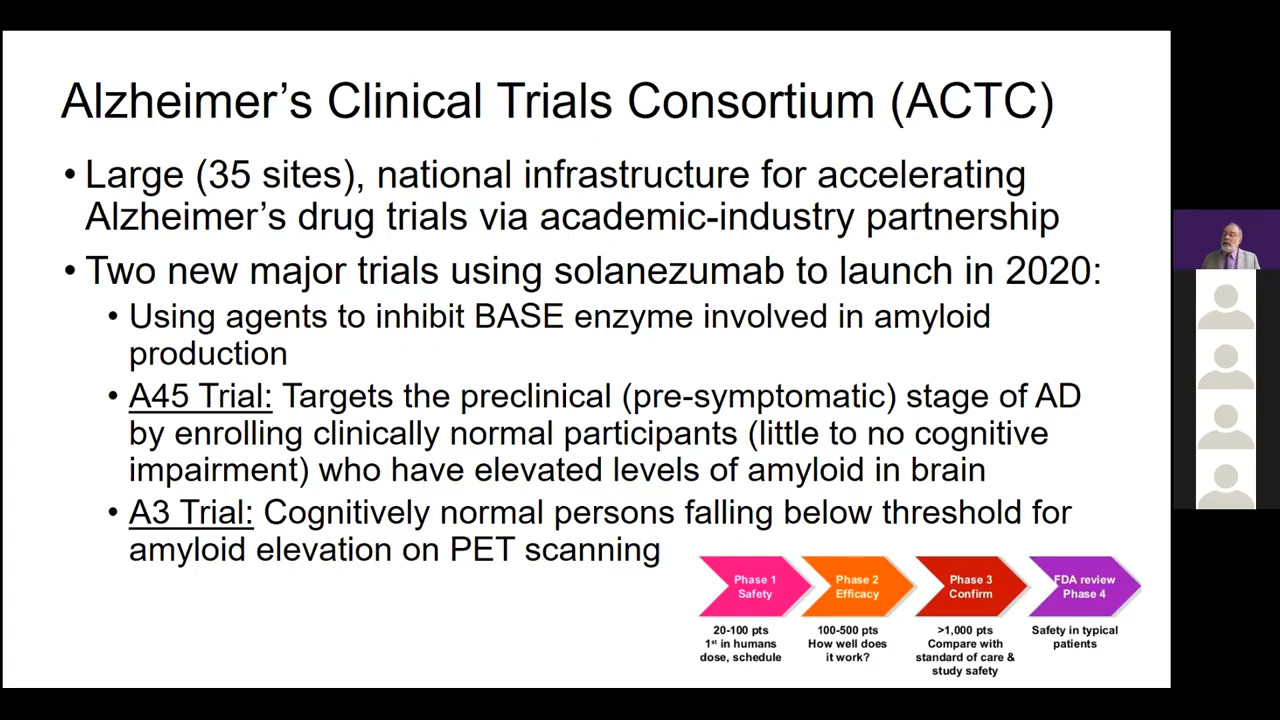 Alzheimer’s Clinical Trials Consortium (ACTC)
• Large (35 sites), national infrastructure for accelerating
Alzheimer’s drug trials via academic-industry partnership
• Two new major trials using solanezumab to launch in 2020:
• Using agents to inhibit BASE enzyme involved in amyloid
production
• A45 Trial: Targets the preclinical (pre-symptomatic) stage of AD
by enrolling clinically normal participants (little to no cognitive
impairment) who have elevated levels of amyloid in brain
• A3 Trial: Cognitively normal persons falling below threshold for
amyloid elevation on PET scanning
Phase 1
Safety
20-100 pts
1st in humans
dose, schedule
Phase 2
Efficacy
100-500 pts
How well does
it work?
Phase 3
Confirm
>1,000 pts
Compare with
standard of care &
study safety
FDA review
Phase 4
Safety in typical
patients